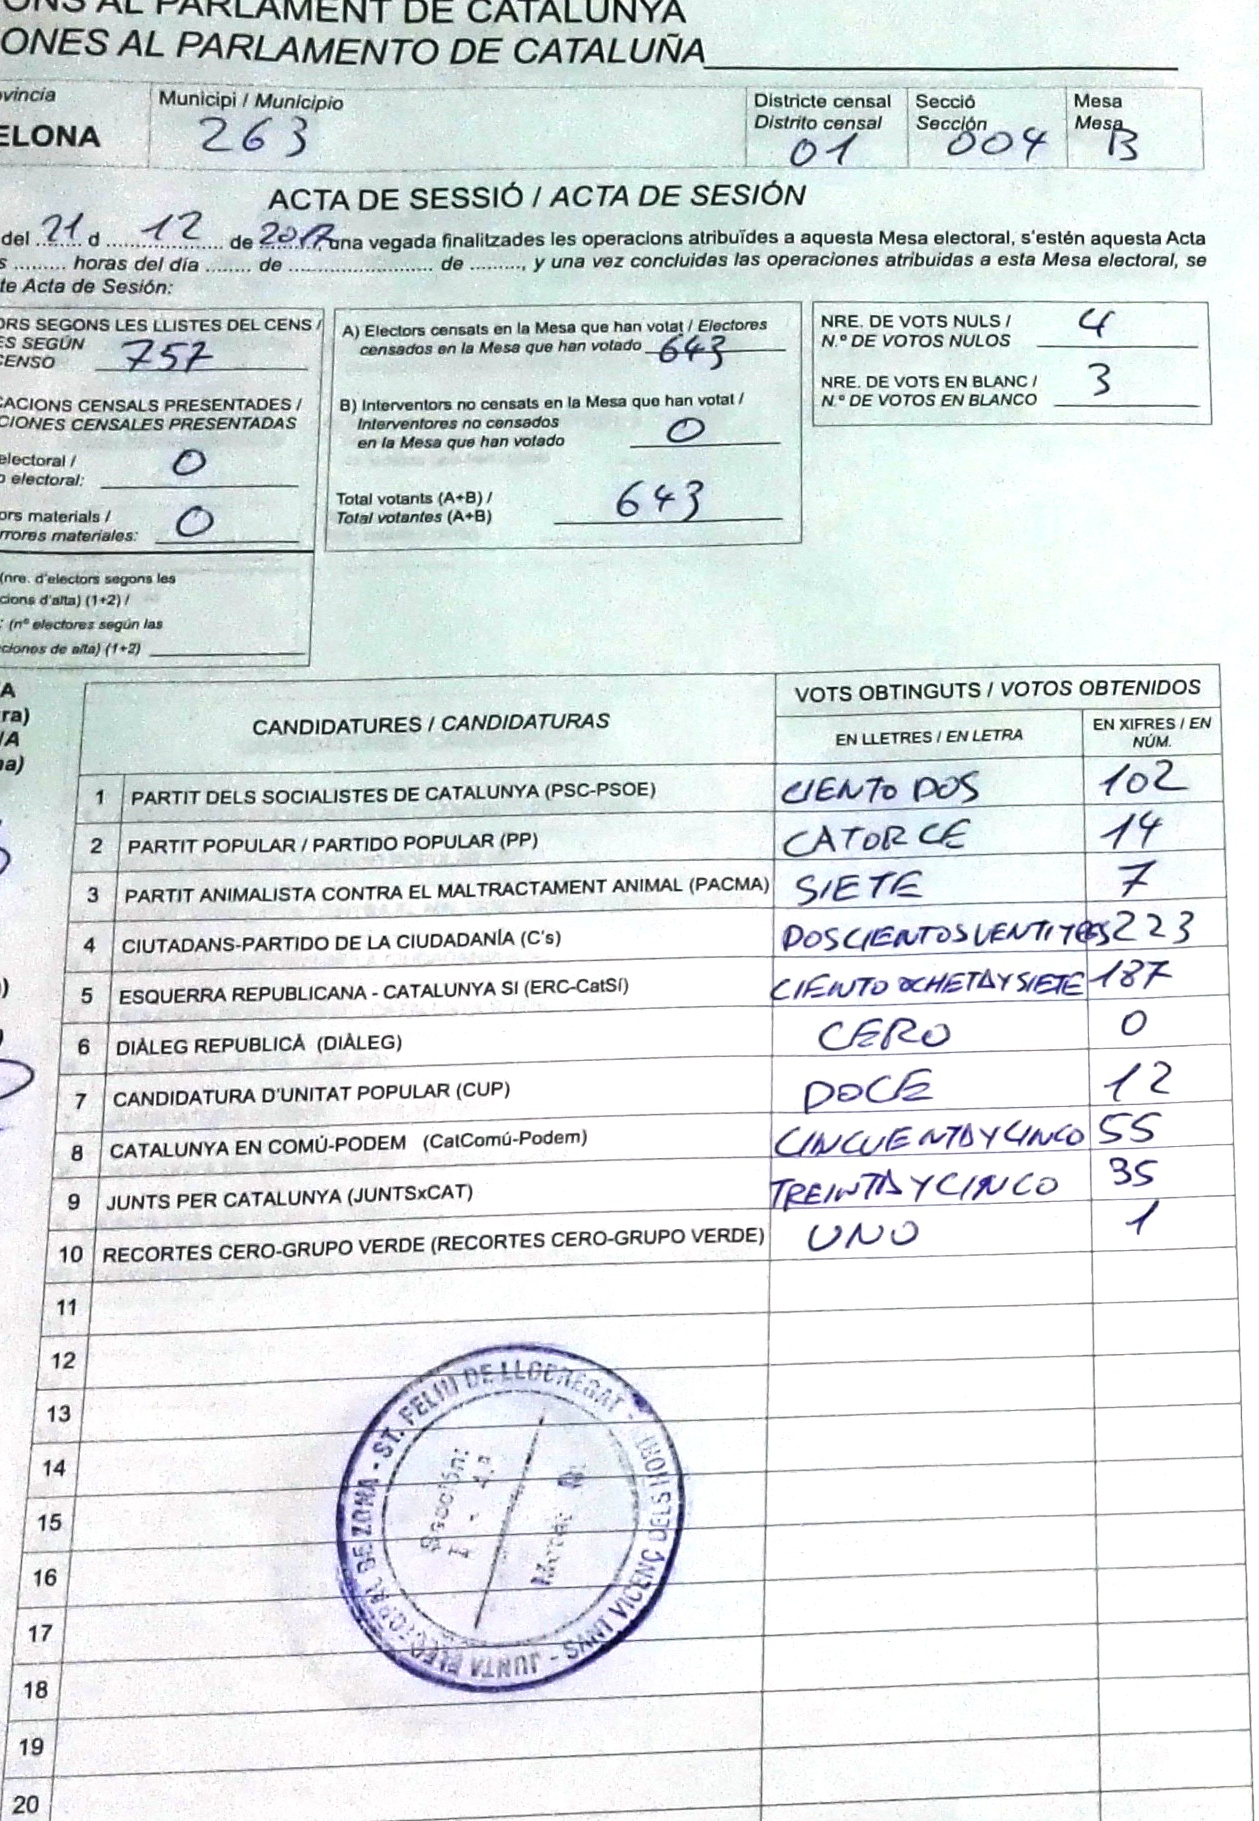 ONS AL PARLAMENT DE CATALUNYA
ONES AL PARLAMENTO DE CATALUÑA
vincia
ELONA
Municipi / Municipio
263
Districte censal
Distrito censal
01
Secció
Sección
004
Mesa
Mesa
B
ACTA DE SESSIÓ / ACTA DE SESIÓN
del 21 d 12 de 2017, una vegada finalitzades les operacions atribuïdes a aquesta Mesa electoral, s'estén aquesta Acta
s ......... horas del día ........ de ......................... de ........., y una vez concluidas las operaciones atribuidas a esta Mesa electoral, se
te Acta de Sesión:
ORS SEGONS LES LLISTES DEL CENS /
ES SEGÚN
CENSO 757
CACIONS CENSALS PRESENTADES /
CIONES CENSALES PRESENTADAS
electoral /
o electoral: 0
ors materials /
rrores materiales: 0
(nre. d'electors segons les
cions d'alta) (1+2) /
: (nº electores según las
ciones de alta) (1+2)
A) Electors censats en la Mesa que han votat / Electores
censados en la Mesa que han votado 643
B) Interventors no censats en la Mesa que han votat /
Interventores no censados
en la Mesa que han votado 0
Total votants (A+B) /
Total votantes (A+B) 643
NRE. DE VOTS NULS /
N.º DE VOTOS NULOS 4
NRE. DE VOTS EN BLANC /
N.º DE VOTOS EN BLANCO 3
A
ra)
/A
na)
CANDIDATURES / CANDIDATURAS
VOTS OBTINGUTS / VOTOS OBTENIDOS
EN LLETRES / EN LETRA
EN XIFRES / EN
NÚM.
1 PARTIT DELS SOCIALISTES DE CATALUNYA (PSC-PSOE) CIENTO DOS 102
2 PARTIT POPULAR / PARTIDO POPULAR (PP) CATORCE 14
3 PARTIT ANIMALISTA CONTRA EL MALTRACTAMENT ANIMAL (PACMA) SIETE 7
4 CIUTADANS-PARTIDO DE LA CIUDADANÍA (C's) DOSCIENTOS VENTITRES 223
5 ESQUERRA REPUBLICANA - CATALUNYA SI (ERC-CatSí) CIENTO OCHETA Y SIETE 187
6 DIÀLEG REPUBLICÀ (DIÀLEG) CERO 0
7 CANDIDATURA D'UNITAT POPULAR (CUP) DOCE 12
8 CATALUNYA EN COMÚ-PODEM (CatComú-Podem) CINCUENTA Y CINCO 55
9 JUNTS PER CATALUNYA (JUNTSxCAT) TREINTA Y CINCO 35
10 RECORTES CERO-GRUPO VERDE (RECORTES CERO-GRUPO VERDE) UNO 1
11
12
13
14
15
16
17
18
19
20
JUNTA ELECTORAL DE ZONA - ST. FELIU DE LLOBREGAT - SANT VICENÇ DELS HORTS
Sección: